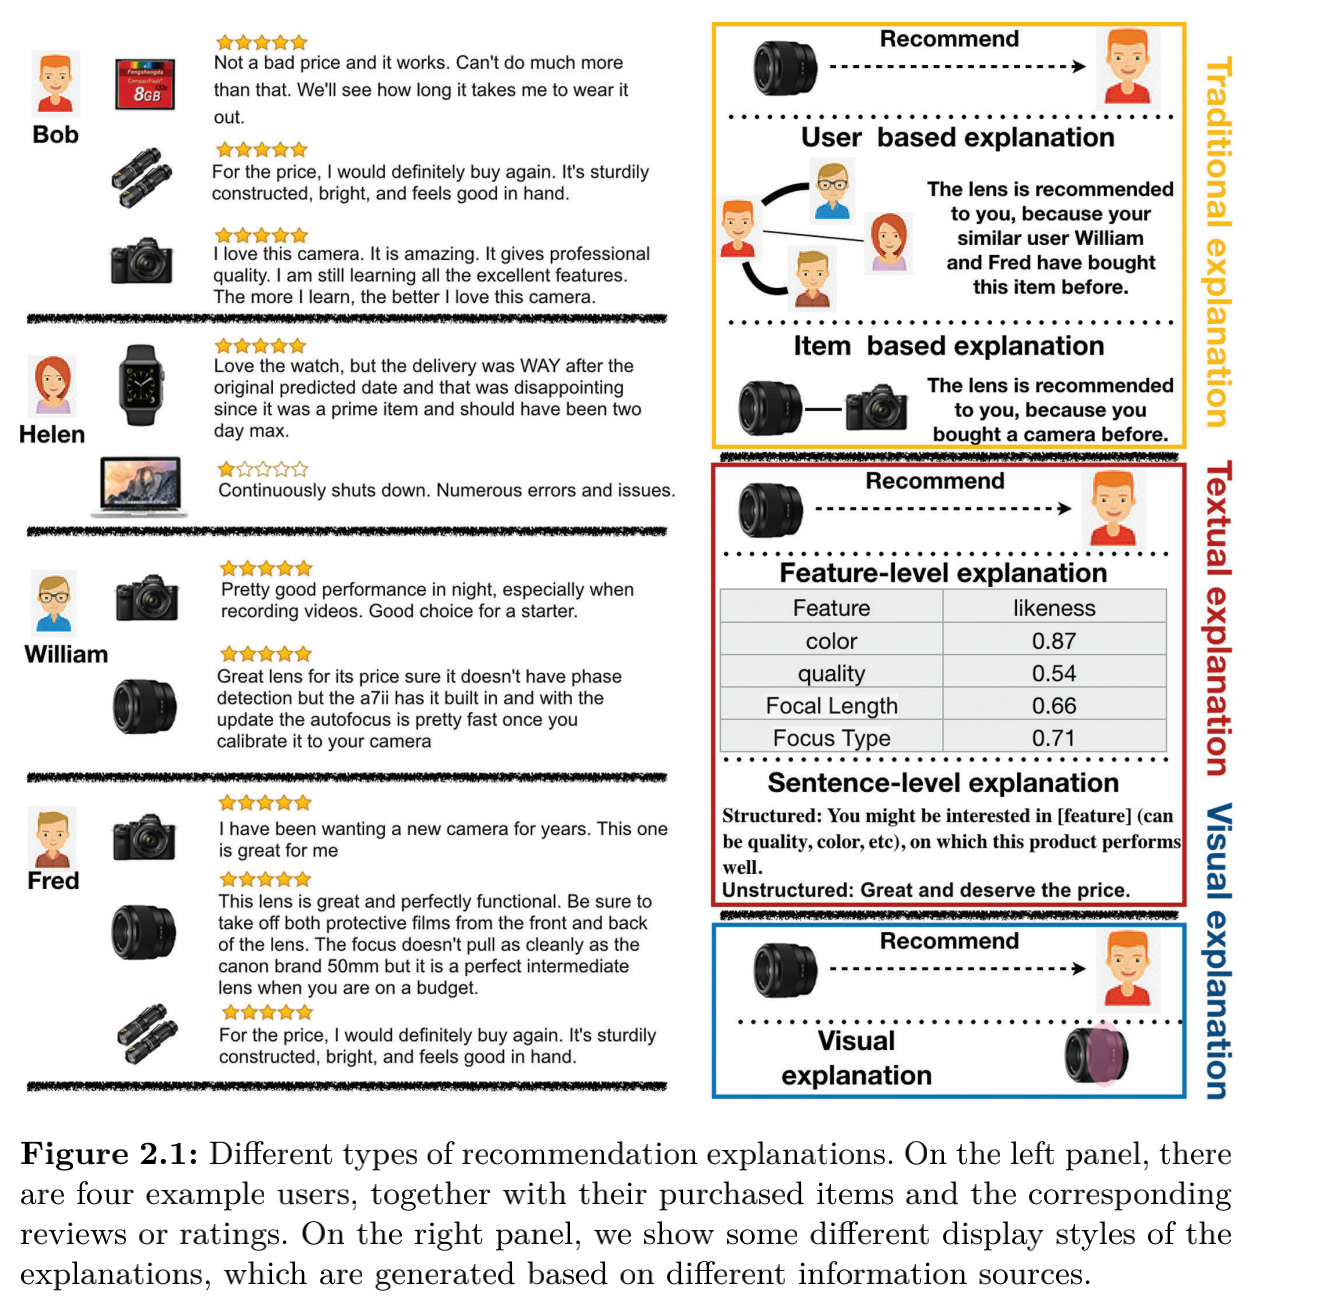 Bob
Fengshengda
CompactFlash
133x
8GB
Not a bad price and it works. Can't do much more
than that. We'll see how long it takes me to wear it
out.
For the price, I would definitely buy again. It's sturdily
constructed, bright, and feels good in hand.
I love this camera. It is amazing. It gives professional
quality. I am still learning all the excellent features.
The more I learn, the better I love this camera.
Helen
Love the watch, but the delivery was WAY after the
original predicted date and that was disappointing
since it was a prime item and should have been two
day max.
Continuously shuts down. Numerous errors and issues.
William
Pretty good performance in night, especially when
recording videos. Good choice for a starter.
Great lens for its price sure it doesn't have phase
detection but the a7ii has it built in and with the
update the autofocus is pretty fast once you
calibrate it to your camera
Fred
I have been wanting a new camera for years. This one
is great for me
This lens is great and perfectly functional. Be sure to
take off both protective films from the front and back
of the lens. The focus doesn't pull as cleanly as the
canon brand 50mm but it is a perfect intermediate
lens when you are on a budget.
For the price, I would definitely buy again. It's sturdily
constructed, bright, and feels good in hand.
Recommend
User based explanation
The lens is recommended
to you, because your
similar user William
and Fred have bought
this item before.
Item based explanation
The lens is recommended
to you, because you
bought a camera before.
Traditional explanation
Recommend
Feature-level explanation
Feature likeness
color 0.87
quality 0.54
Focal Length 0.66
Focus Type 0.71
Sentence-level explanation
Structured: You might be interested in [feature] (can
be quality, color, etc), on which this product performs
well.
Unstructured: Great and deserve the price.
Textual explanation
Recommend
Visual
explanation
Visual explanation
Figure 2.1: Different types of recommendation explanations. On the left panel, there
are four example users, together with their purchased items and the corresponding
reviews or ratings. On the right panel, we show some different display styles of the
explanations, which are generated based on different information sources.